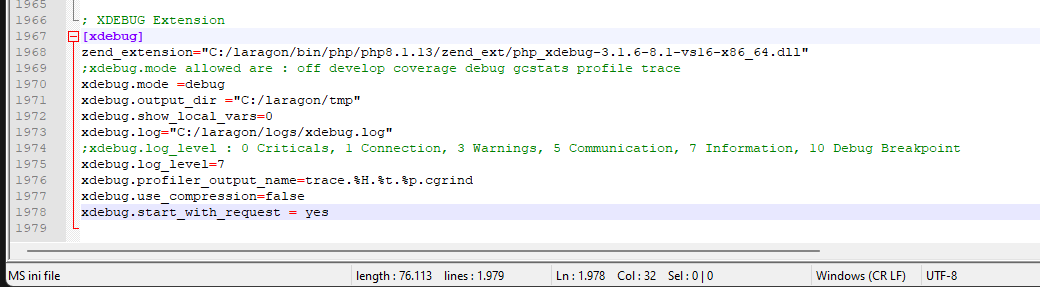 1965
1966 ; XDEBUG Extension
1967 [xdebug]
1968 zend_extension="C:/laragon/bin/php/php8.1.13/zend_ext/php_xdebug-3.1.6-8.1-vs16-x86_64.dll"
1969 ;xdebug.mode allowed are : off develop coverage debug gcstats profile trace
1970 xdebug.mode =debug
1971 xdebug.output_dir ="C:/laragon/tmp"
1972 xdebug.show_local_vars=0
1973 xdebug.log="C:/laragon/logs/xdebug.log"
1974 ;xdebug.log_level : 0 Criticals, 1 Connection, 3 Warnings, 5 Communication, 7 Information, 10 Debug Breakpoint
1975 xdebug.log_level=7
1976 xdebug.profiler_output_name=trace.%H.%t.%p.cgrind
1977 xdebug.use_compression=false
1978 xdebug.start_with_request = yes
1979
MS ini file length : 76.113 lines : 1.979 Ln : 1.978 Col : 32 Sel : 0 | 0 Windows (CR LF) UTF-8